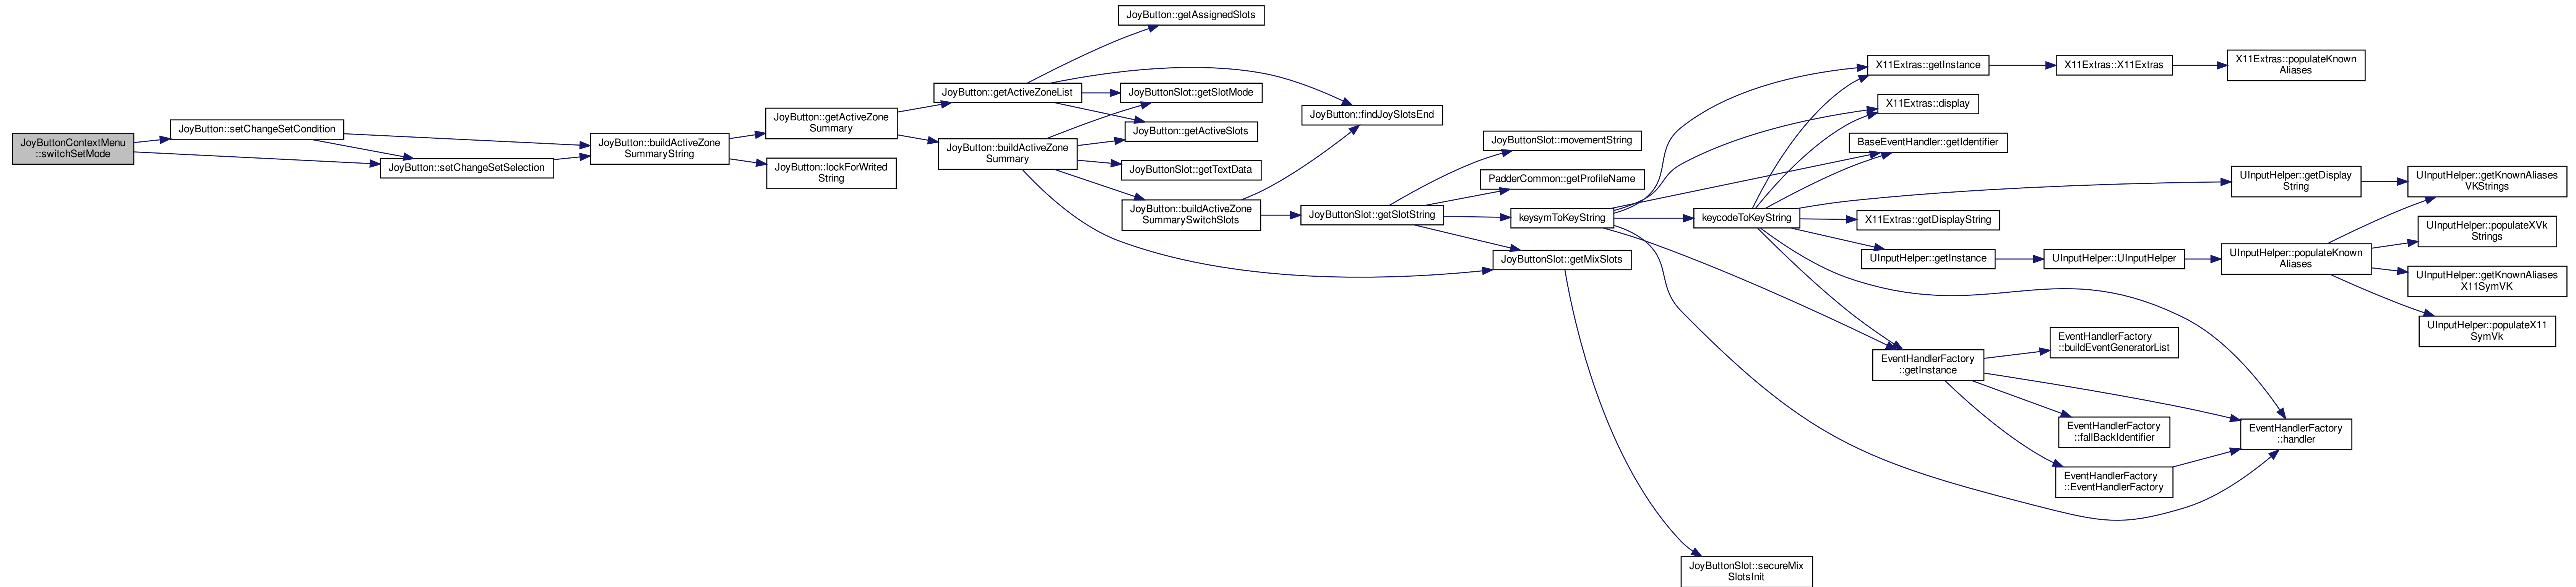 JoyButtonContextMenu
::switchSetMode
JoyButton::setChangeSetCondition
JoyButton::setChangeSetSelection
JoyButton::buildActiveZone
SummaryString
JoyButton::getActiveZone
Summary
JoyButton::lockForWrited
String
JoyButton::getActiveZoneList
JoyButton::buildActiveZone
Summary
JoyButton::getAssignedSlots
JoyButtonSlot::getSlotMode
JoyButton::getActiveSlots
JoyButtonSlot::getTextData
JoyButton::buildActiveZone
SummarySwitchSlots
JoyButton::findJoySlotsEnd
JoyButtonSlot::getSlotString
JoyButtonSlot::movementString
PadderCommon::getProfileName
keysymToKeyString
JoyButtonSlot::getMixSlots
JoyButtonSlot::secureMix
SlotsInit
keycodeToKeyString
X11Extras::getInstance
X11Extras::display
BaseEventHandler::getIdentifier
X11Extras::getDisplayString
UInputHelper::getInstance
EventHandlerFactory
::getInstance
X11Extras::X11Extras
UInputHelper::UInputHelper
EventHandlerFactory
::buildEventGeneratorList
EventHandlerFactory
::fallBackIdentifier
EventHandlerFactory
::EventHandlerFactory
X11Extras::populateKnown
Aliases
UInputHelper::getDisplay
String
UInputHelper::populateKnown
Aliases
EventHandlerFactory
::handler
UInputHelper::getKnownAliases
VKStrings
UInputHelper::populateXVk
Strings
UInputHelper::getKnownAliases
X11SymVK
UInputHelper::populateX11
SymVk